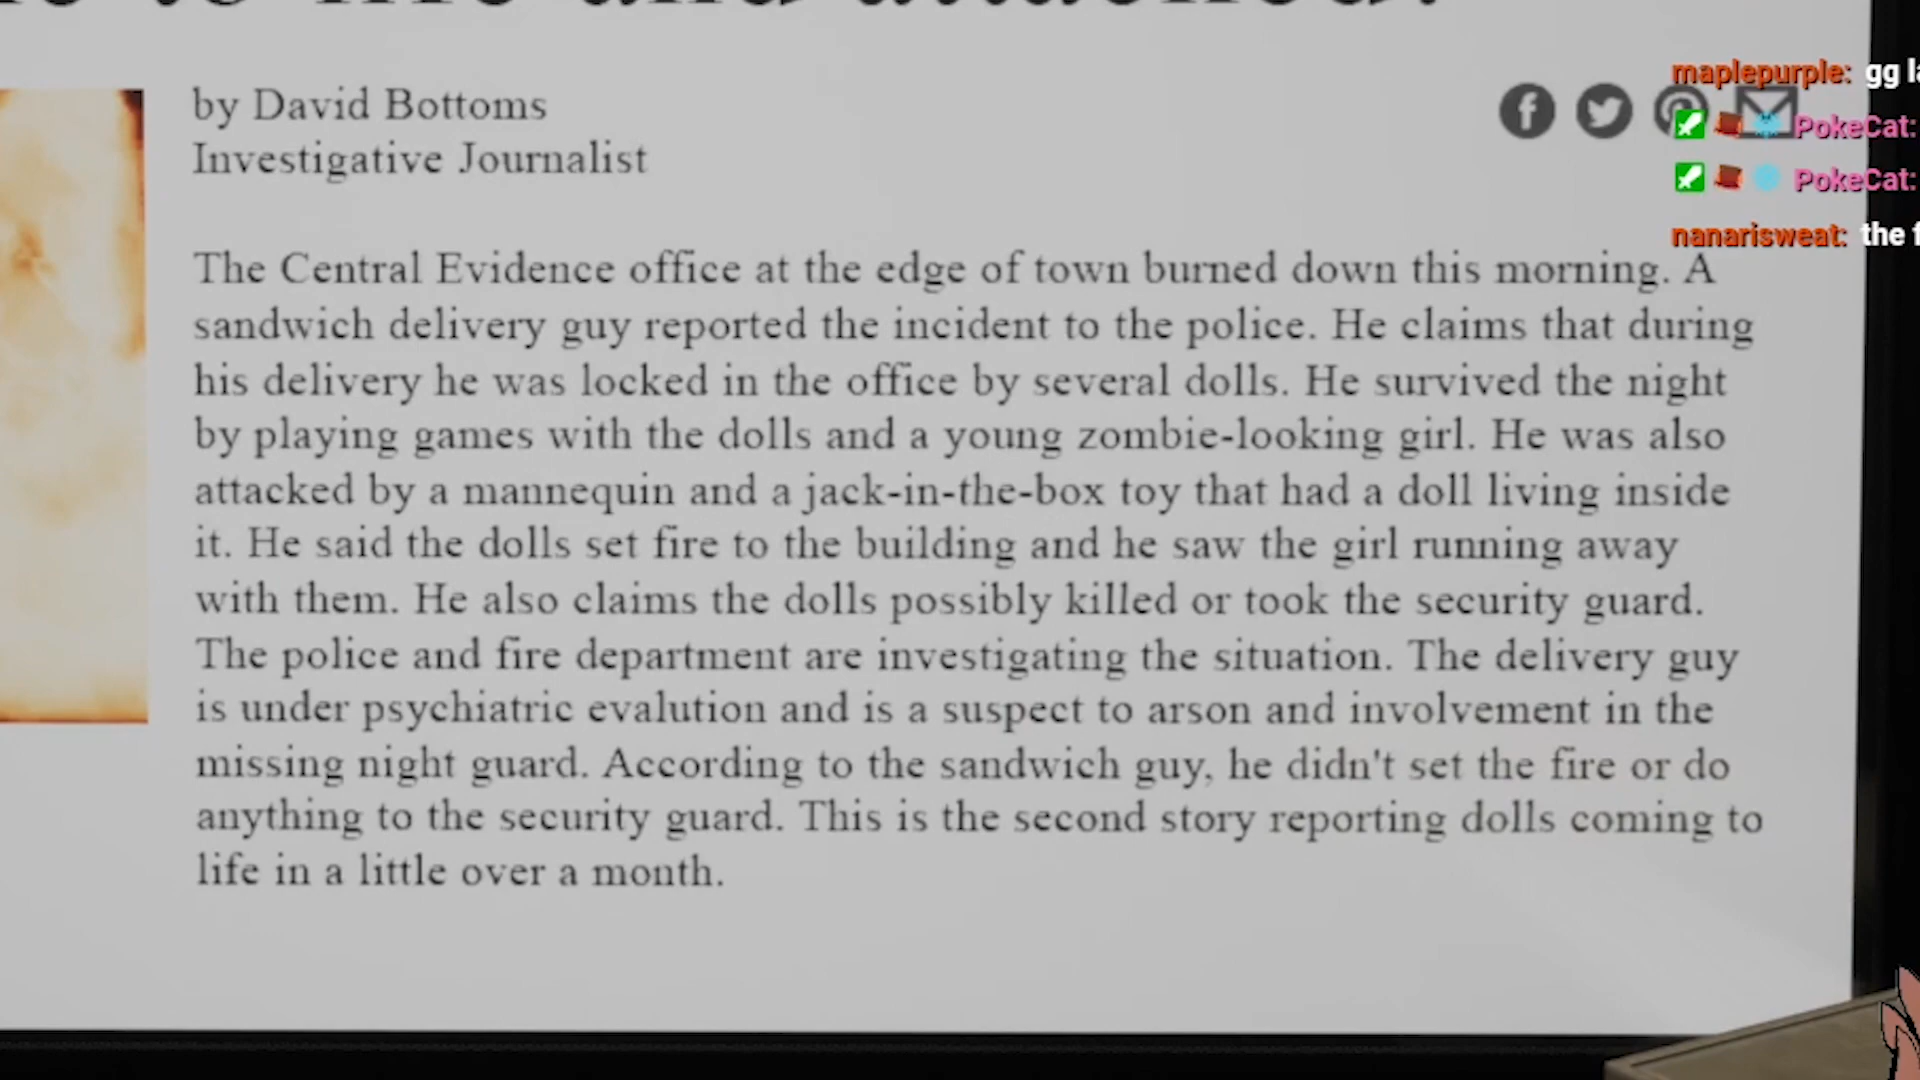 by David Bottoms
Investigative Journalist
The Central Evidence office at the edge of town burned down this morning. A
sandwich delivery guy reported the incident to the police. He claims that during
his delivery he was locked in the office by several dolls. He survived the night
by playing games with the dolls and a young zombie-looking girl. He was also
attacked by a mannequin and a jack-in-the-box toy that had a doll living inside
it. He said the dolls set fire to the building and he saw the girl running away
with them. He also claims the dolls possibly killed or took the security guard.
The police and fire department are investigating the situation. The delivery guy
is under psychiatric evalution and is a suspect to arson and involvement in the
missing night guard. According to the sandwich guy, he didn't set the fire or do
anything to the security guard. This is the second story reporting dolls coming to
life in a little over a month.
maplepurple: gg
PokeCat:
PokeCat:
nanarisweat: the